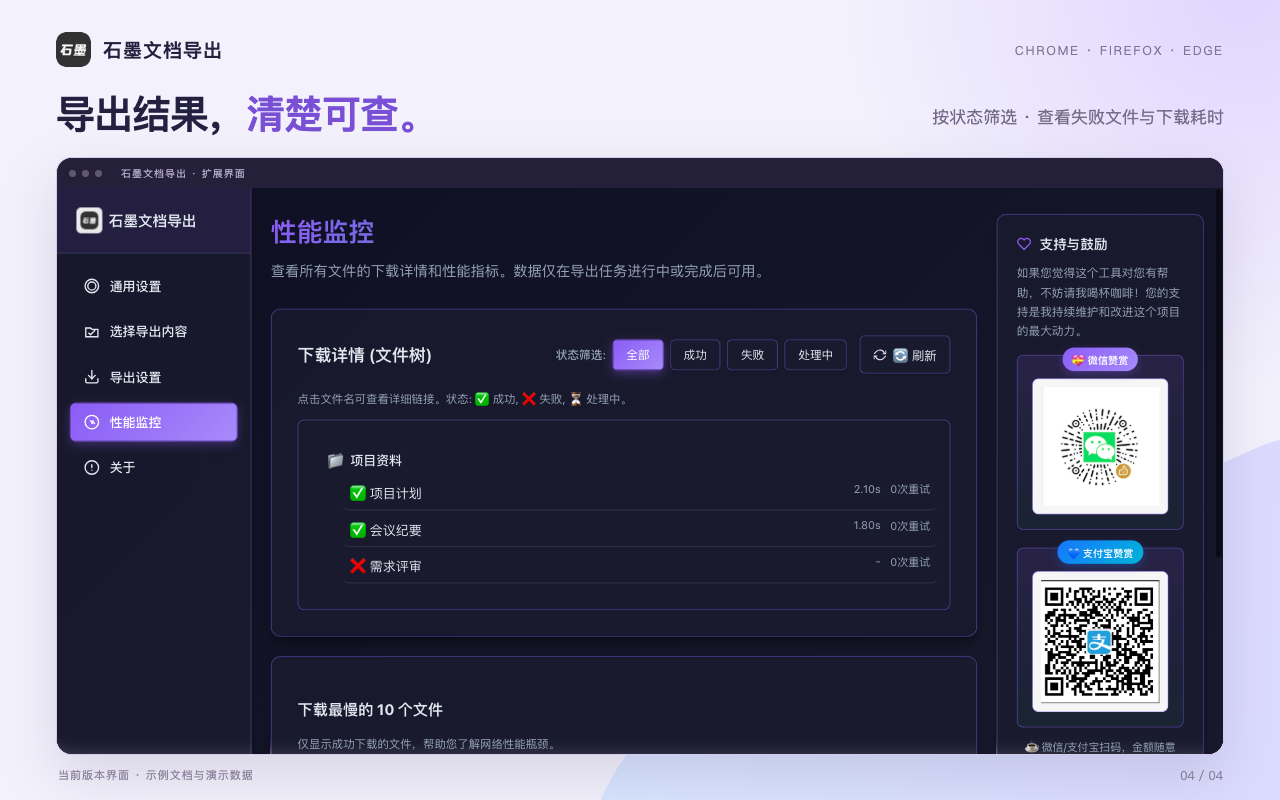 石墨
石墨文档导出
CHROME · FIREFOX · EDGE
导出结果，清楚可查。
按状态筛选 · 查看失败文件与下载耗时
石墨文档导出 · 扩展界面
石墨
石墨文档导出
通用设置
选择导出内容
导出设置
性能监控
关于
性能监控
查看所有文件的下载详情和性能指标。数据仅在导出任务进行中或完成后可用。
下载详情 (文件树)
状态筛选: 全部 成功 失败 处理中 刷新
点击文件名可查看详细链接。状态: ✅ 成功, ❌ 失败, ⏳ 处理中。
项目资料
项目计划 2.10s 0次重试
会议纪要 1.80s 0次重试
需求评审 - 0次重试
下载最慢的 10 个文件
仅显示成功下载的文件，帮助您了解网络性能瓶颈。
支持与鼓励
如果您觉得这个工具对您有帮
助，不妨请我喝杯咖啡！您的支
持是我持续维护和改进这个项目
的最大动力。
微信赞赏
支付宝赞赏
支
微信/支付宝扫码，金额随意
当前版本界面 · 示例文档与演示数据
04 / 04